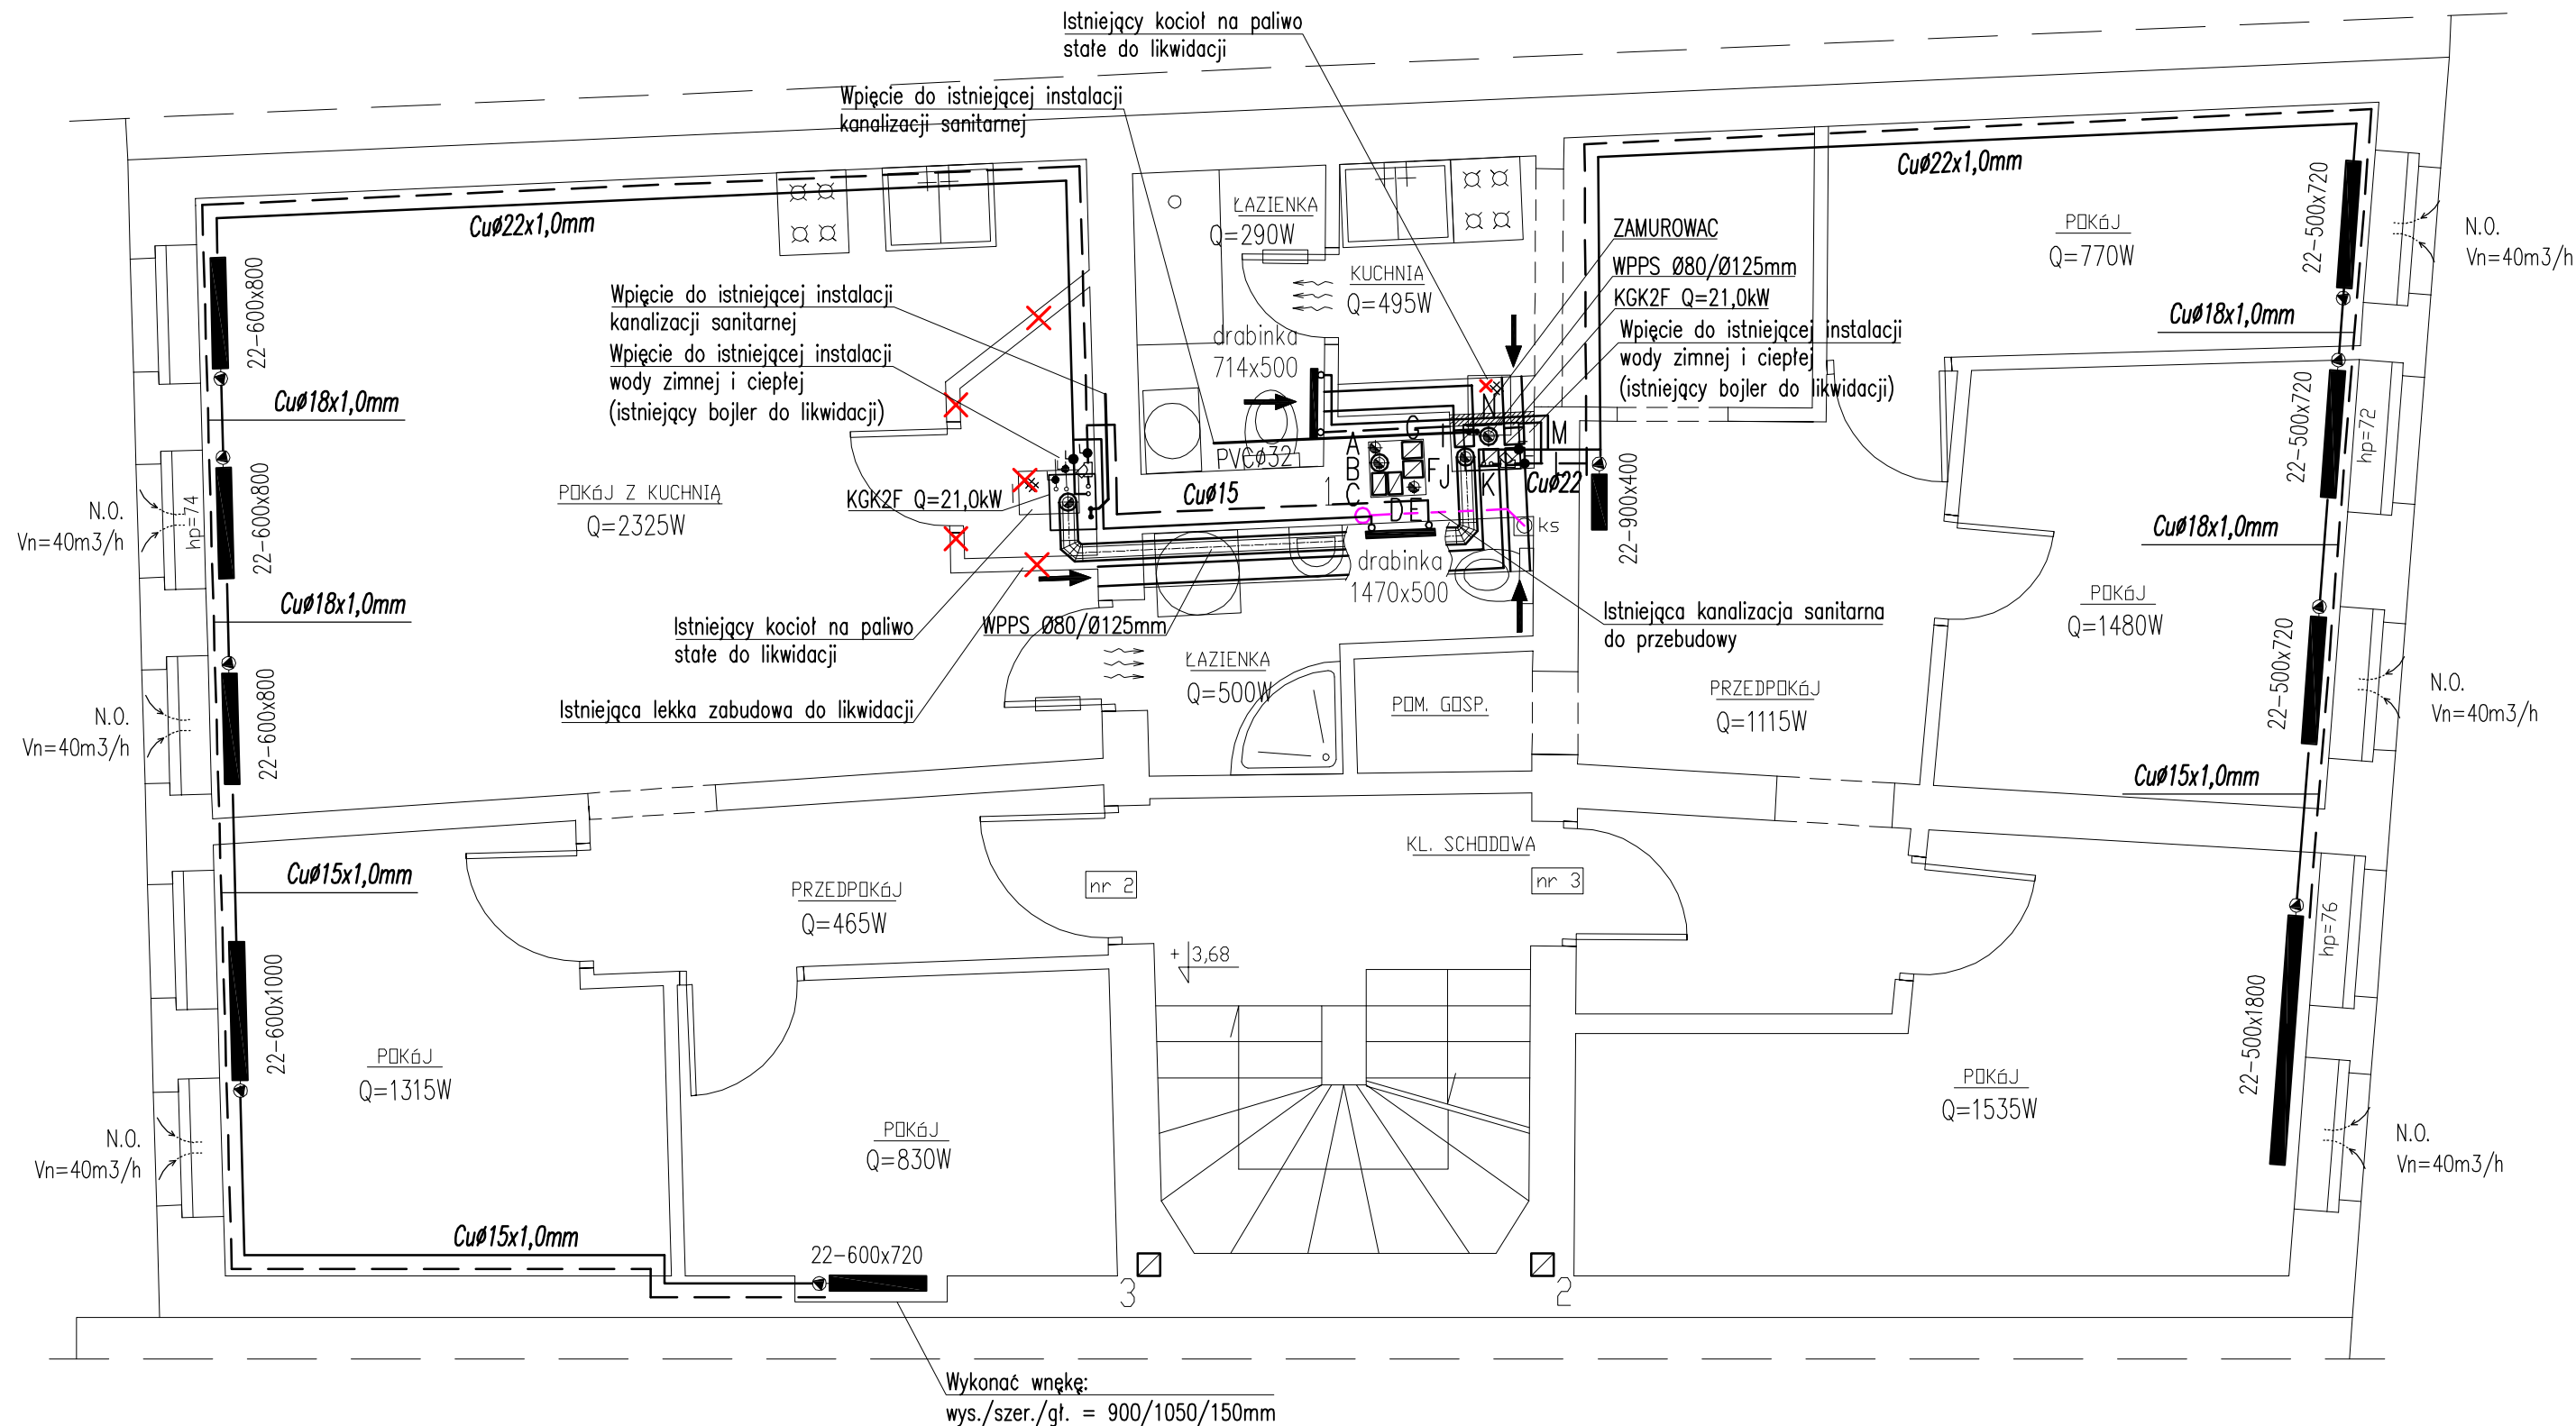 Istniejący kocioł na paliwo
stałe do likwidacji
Wpięcie do istniejącej instalacji
kanalizacji sanitarnej
Cuø22x1,0mm
ŁAZIENKA
Q=290W
KUCHNIA
Q=495W
drabinka
714x500
ZAMUROWAC
WPPS Ø80/Ø125mm
KGK2F Q=21,0kW
Wpięcie do istniejącej instalacji
wody zimnej i ciepłej
(istniejący bojler do likwidacji)
Cuø22x1,0mm
POKÓJ
Q=770W
22-500x720
N.O.
Vn=40m3/h
Cuø18x1,0mm
22-600x800
Cuø18x1,0mm
Wpięcie do istniejącej instalacji
kanalizacji sanitarnej
Wpięcie do istniejącej instalacji
wody zimnej i ciepłej
(istniejący bojler do likwidacji)
22-500x720
hp=72
N.O.
Vn=40m3/h
hp=74
22-600x800
POKÓJ Z KUCHNIĄ
Q=2325W
KGK2F Q=21,0kW
Cuø15
PVCø32
1
A
B
C
D
E
F
G
I
J
K
M
N
Cuø22
ks
22-900x400
Cuø18x1,0mm
drabinka
1470x500
Cuø18x1,0mm
Istniejący kocioł na paliwo
stałe do likwidacji
WPPS Ø80/Ø125mm
Istniejąca kanalizacja sanitarna
do przebudowy
POKÓJ
Q=1480W
22-500x720
N.O.
Vn=40m3/h
N.O.
Vn=40m3/h
22-600x800
Istniejąca lekka zabudowa do likwidacji
ŁAZIENKA
Q=500W
POM. GOSP.
PRZEDPOKÓJ
Q=1115W
Cuø15x1,0mm
Cuø15x1,0mm
PRZEDPOKÓJ
Q=465W
nr 2
KL. SCHODOWA
nr 3
+ 3,68
hp=76
22-500x1800
22-600x1000
POKÓJ
Q=1315W
POKÓJ
Q=830W
POKÓJ
Q=1535W
N.O.
Vn=40m3/h
N.O.
Vn=40m3/h
Cuø15x1,0mm
22-600x720
3
2
Wykonać wnękę:
wys./szer./gł. = 900/1050/150mm